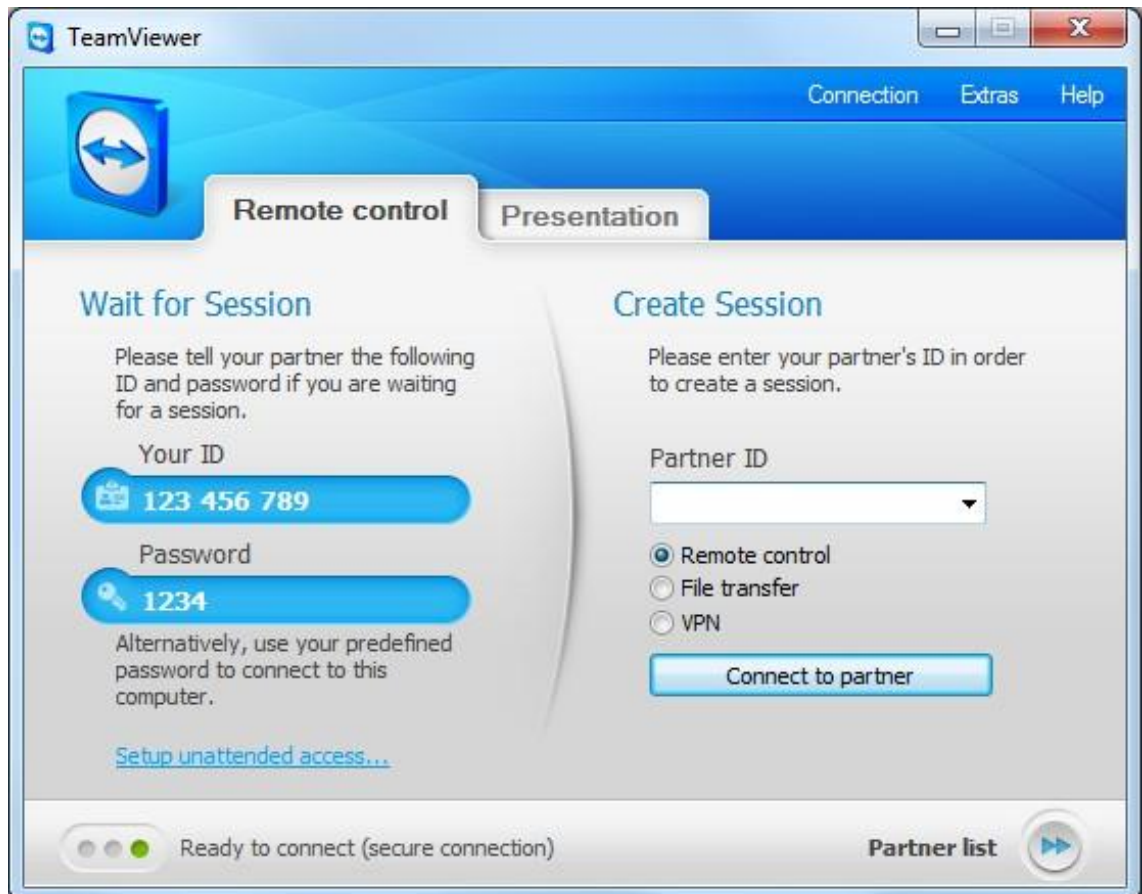 TeamViewer
Connection Extras Help
Remote control
Presentation
Wait for Session
Please tell your partner the following
ID and password if you are waiting
for a session.
Your ID
123 456 789
Password
1234
Alternatively, use your predefined
password to connect to this
computer.
Setup unattended access...
Create Session
Please enter your partner's ID in order
to create a session.
Partner ID
Remote control
File transfer
VPN
Connect to partner
Ready to connect (secure connection)
Partner list